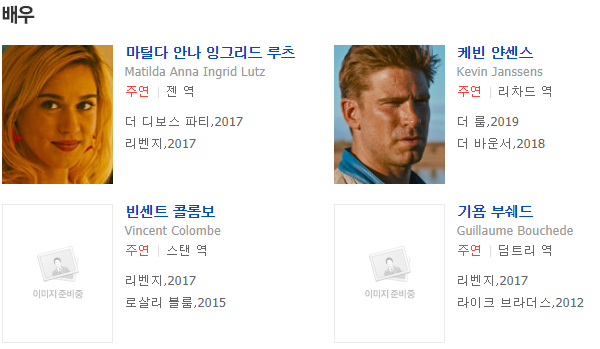 배우
마틸다 안나 잉그리드 루츠
Matilda Anna Ingrid Lutz
주연 | 젠 역
더 디보스 파티,2017
리벤지,2017
케빈 얀센스
Kevin Janssens
주연 | 리차드 역
더 룸,2019
더 바운서,2018
빈센트 콜롬보
Vincent Colombe
주연 | 스탠 역
리벤지,2017
로살리 블룸,2015
이미지 준비중
기욤 부쉐드
Guillaume Bouchede
주연 | 덤트리 역
리벤지,2017
라이크 브라더스,2012
이미지 준비중